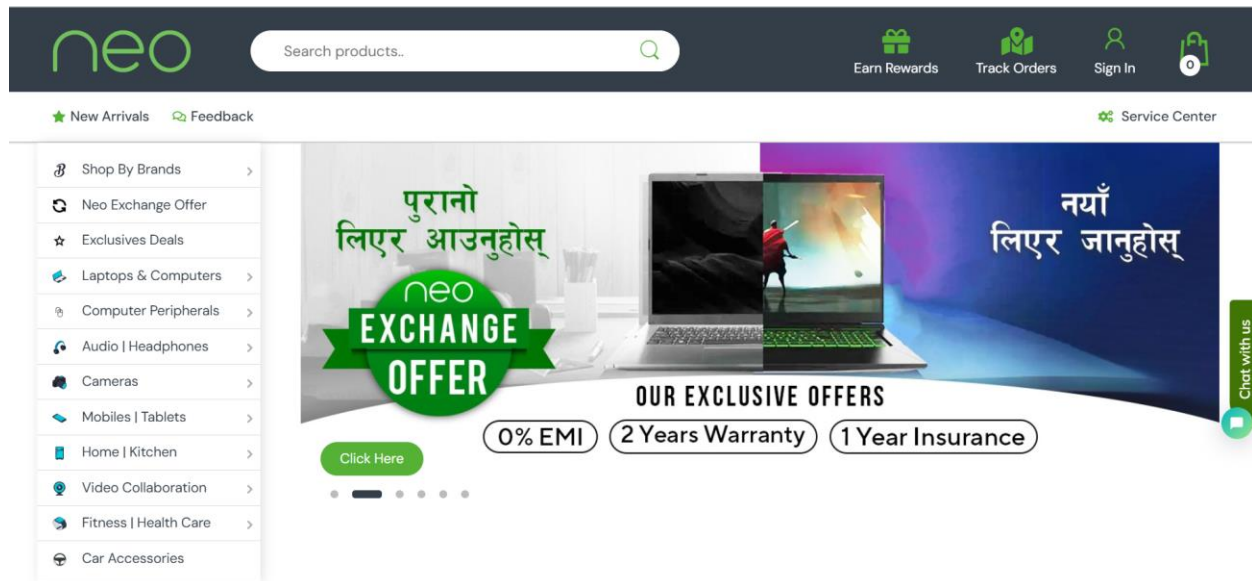 neo
Search products..
Earn Rewards
Track Orders
Sign In
0
New Arrivals
Feedback
Service Center
Shop By Brands
Neo Exchange Offer
Exclusives Deals
Laptops & Computers
Computer Peripherals
Audio | Headphones
Cameras
Mobiles | Tablets
Home | Kitchen
Video Collaboration
Fitness | Health Care
Car Accessories
पुरानो
लिएर आउनुहोस्
neo
EXCHANGE
OFFER
नयाँ
लिएर जानुहोस्
OUR EXCLUSIVE OFFERS
0% EMI
2 Years Warranty
1 Year Insurance
Click Here
Chat with us